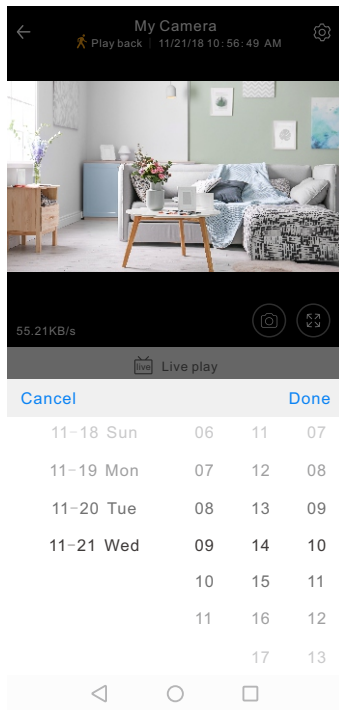 My Camera
Play back 11/21/18 10:56:49 AM
55.21KB/s
live Live play
Cancel Done
11-18 Sun 06 11 07
11-19 Mon 07 12 08
11-20 Tue 08 13 09
11-21 Wed 09 14 10
10 15 11
11 16 12
17 13